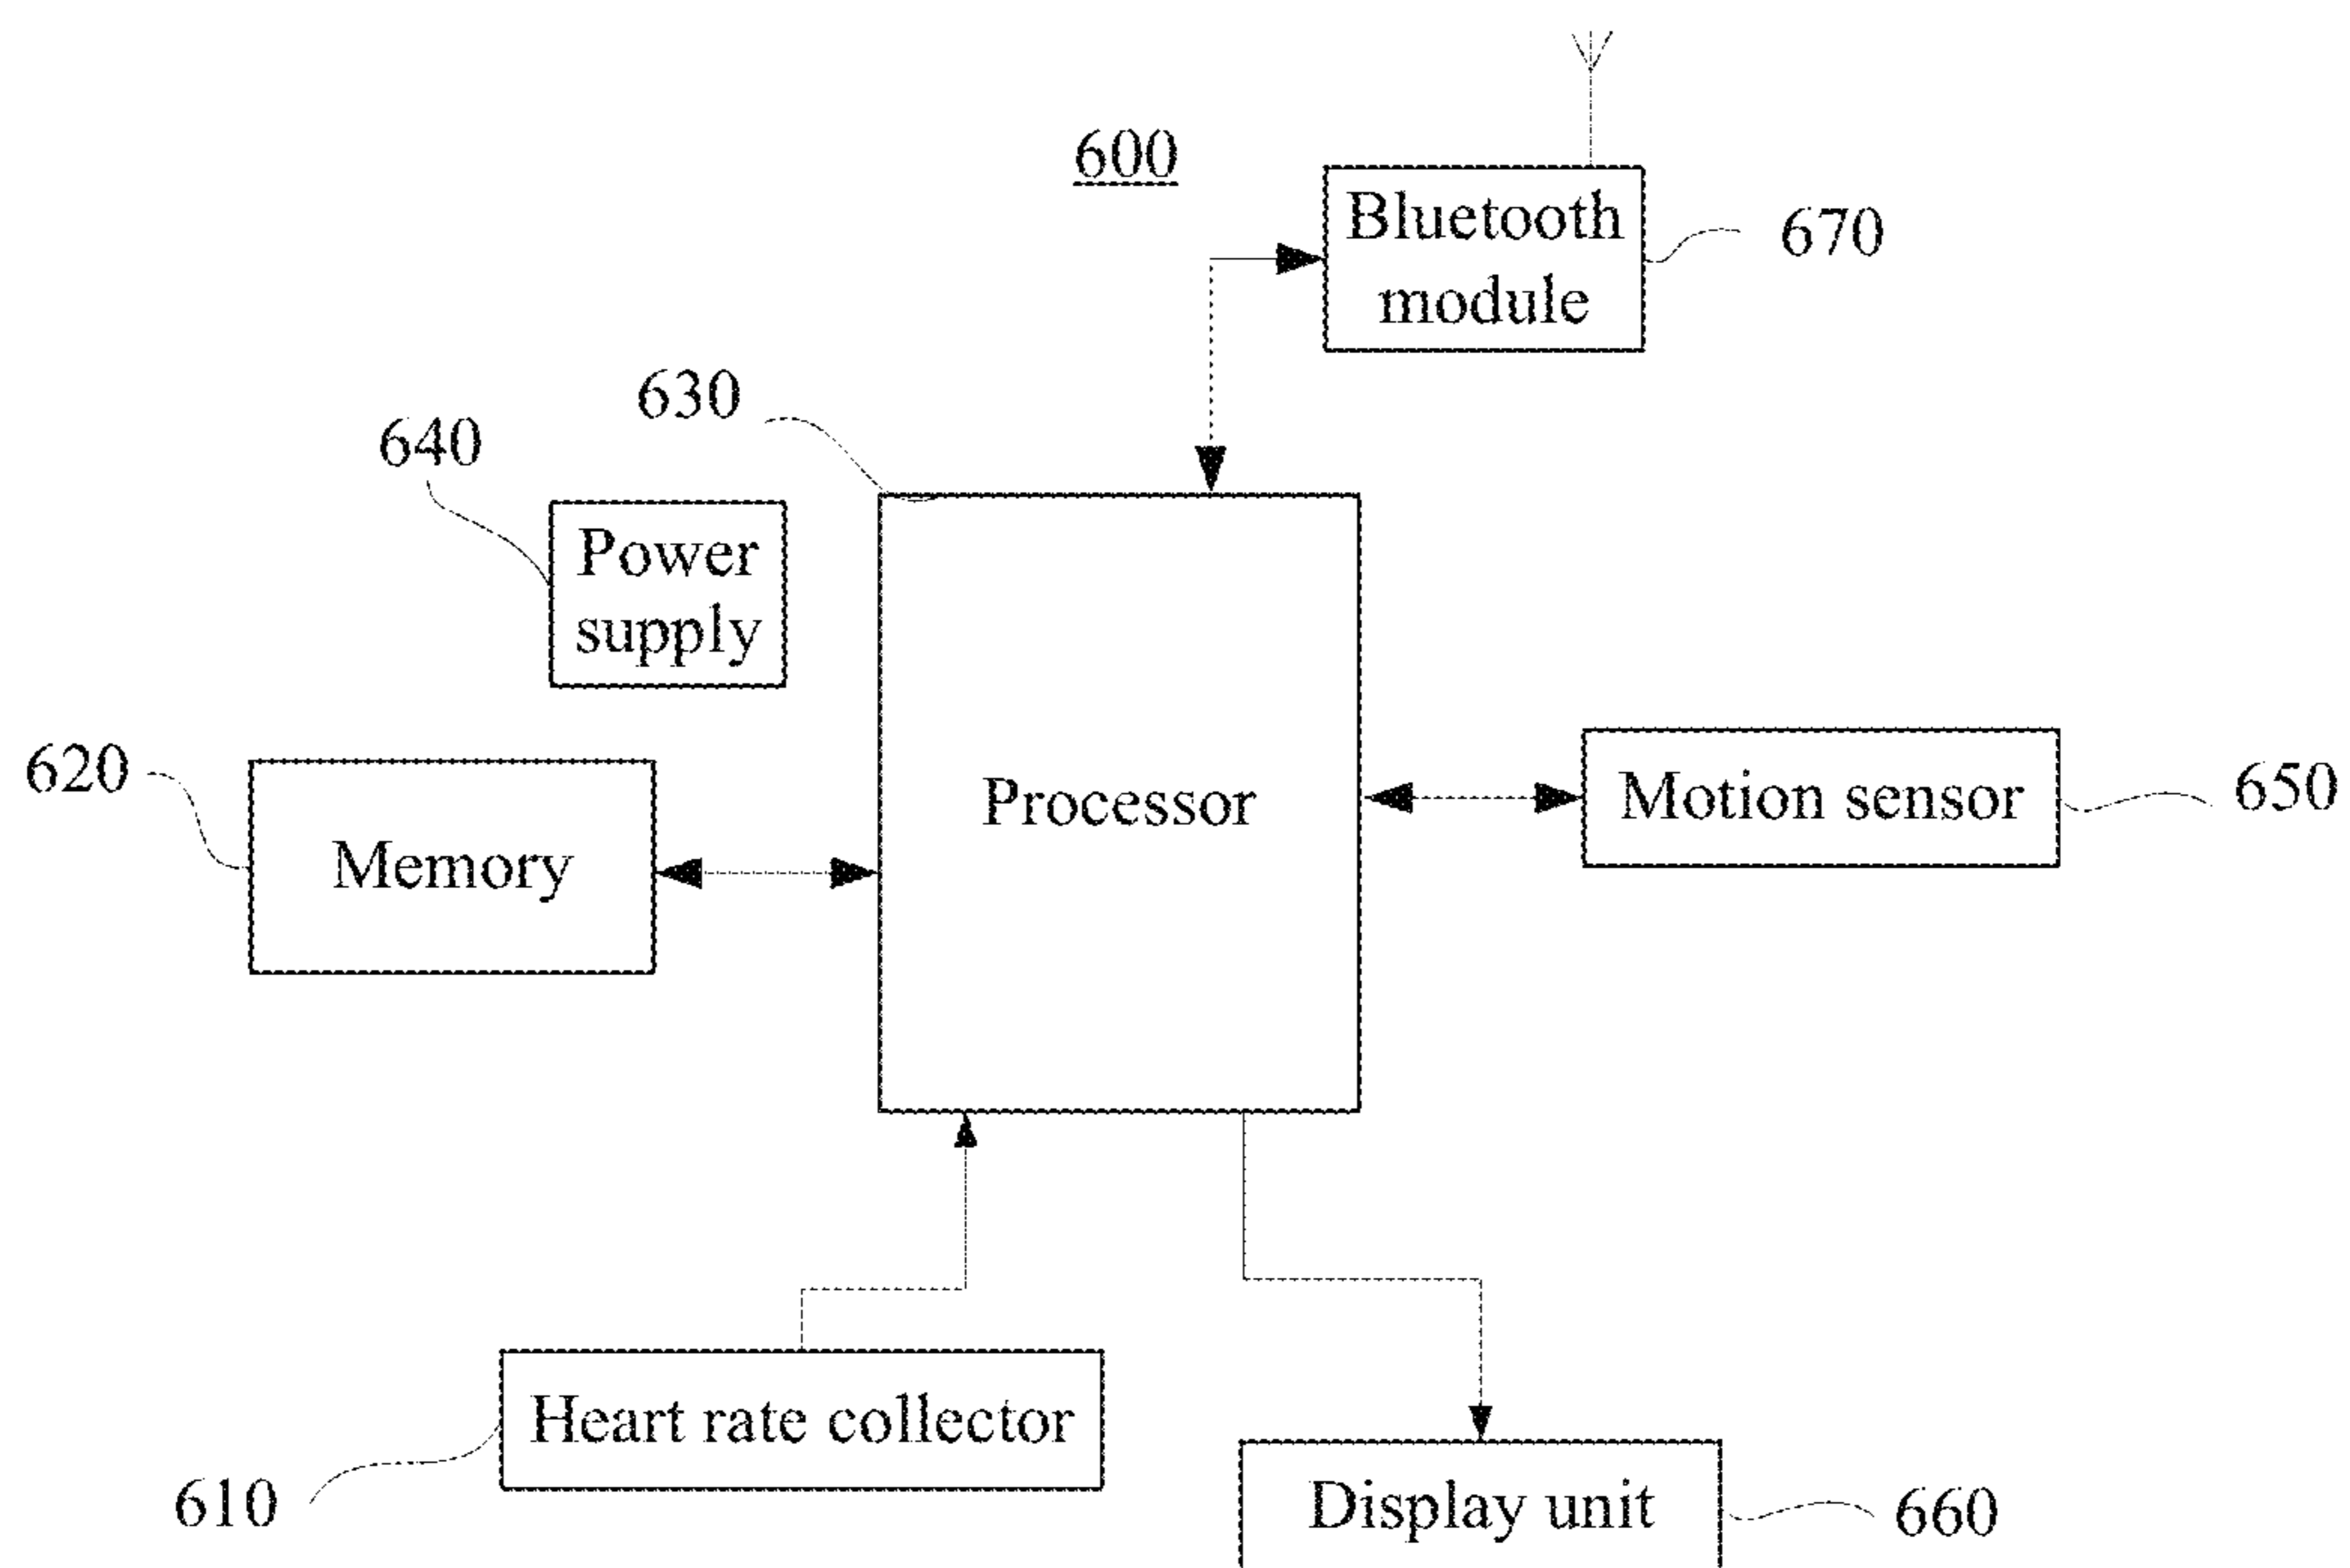 600
Bluetooth
module
670
630
640
Power
supply
620
Memory
Processor
Motion sensor
650
Heart rate collector
610
Display unit
660